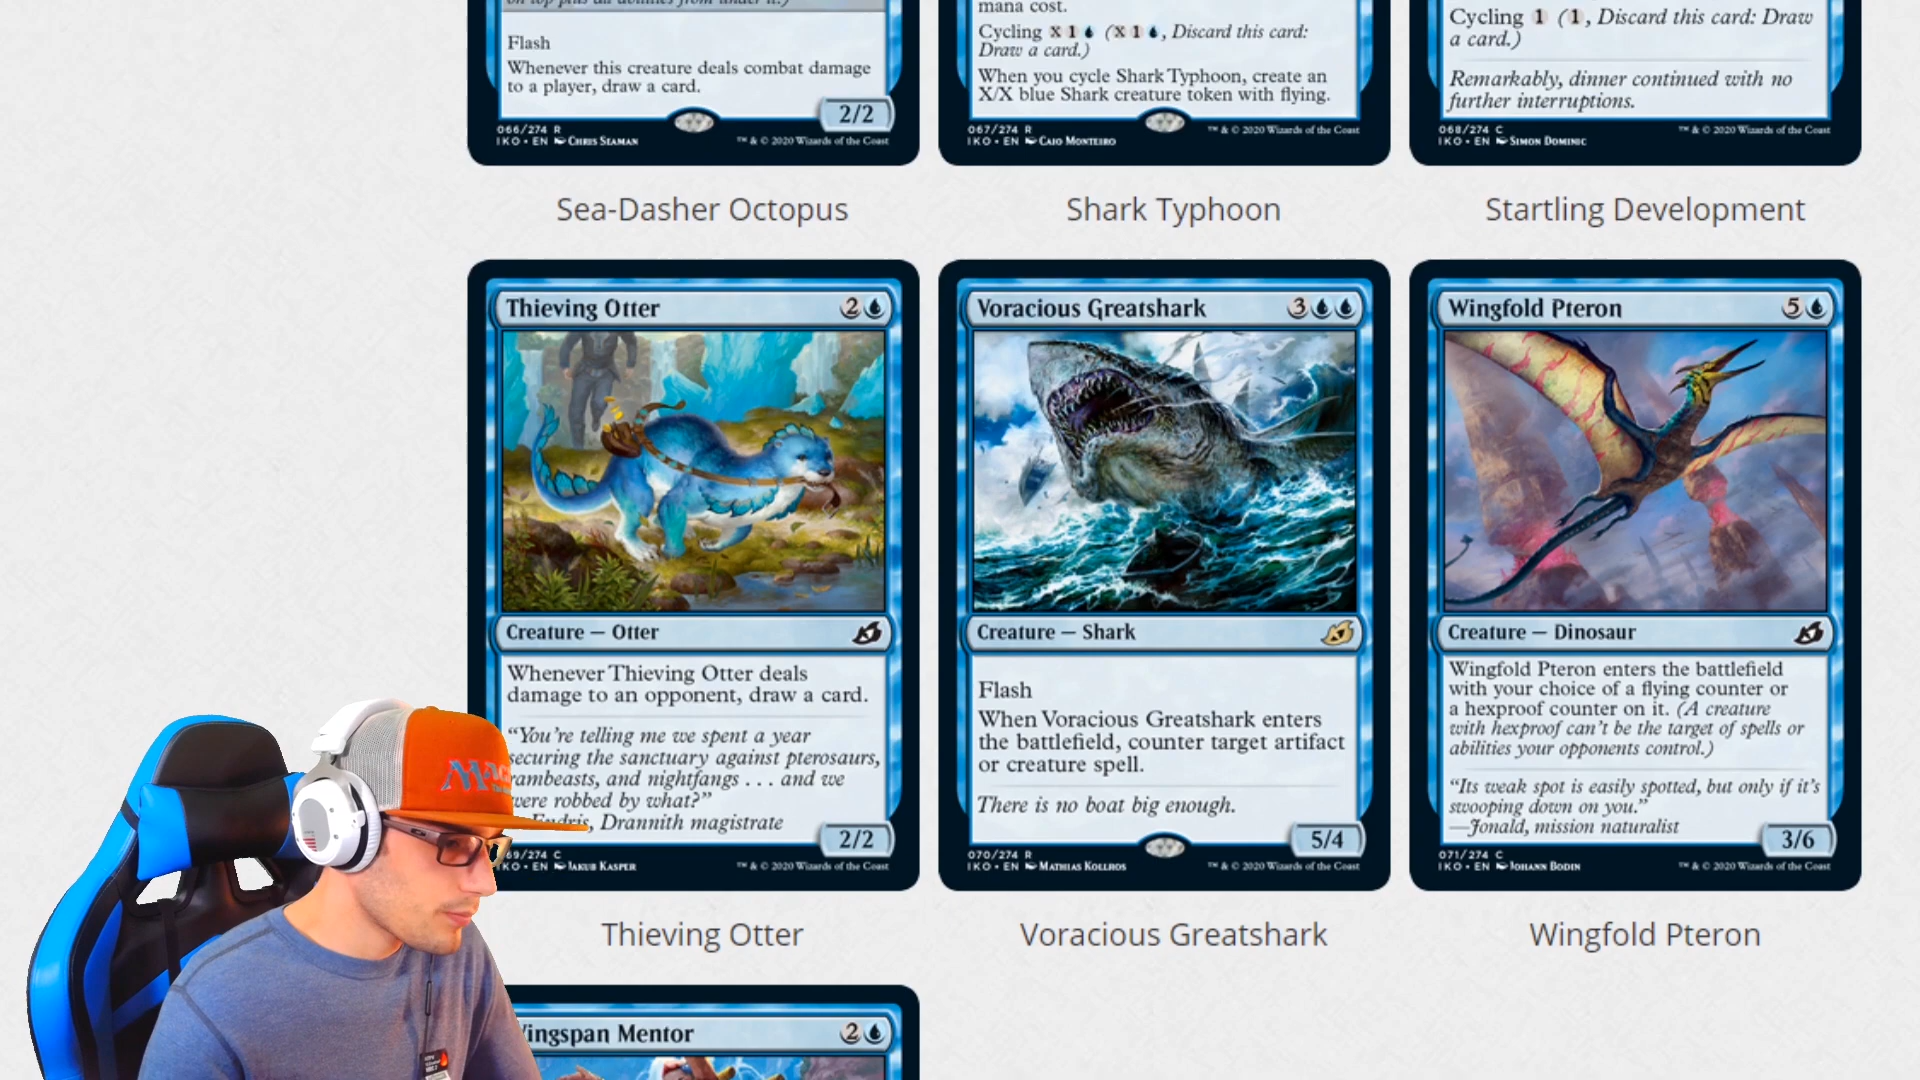 Flash
Whenever this creature deals combat damage
to a player, draw a card.
2/2
066/274 R
IKO • EN CHRIS SEAMAN
™ & © 2020 Wizards of the Coast
Sea-Dasher Octopus
mana cost.
Cycling X 1 (X 1 , Discard this card:
Draw a card.)
When you cycle Shark Typhoon, create an
X/X blue Shark creature token with flying.
067/274 R
IKO • EN CAIO MONTEIRO
™ & © 2020 Wizards of the Coast
Shark Typhoon
Cycling 1 (1, Discard this card: Draw
a card.)
Remarkably, dinner continued with no
further interruptions.
068/274 C
IKO • EN SIMON DOMINIC
™ & © 2020 Wizards of the Coast
Startling Development
Thieving Otter 2
Creature — Otter
Whenever Thieving Otter deals
damage to an opponent, draw a card.
“You’re telling me we spent a year
securing the sanctuary against pterosaurs,
rambeasts, and nightfangs . . . and we
were robbed by what?”
Eudris, Drannith magistrate
2/2
69/274 C
IKO • EN JAKUB KASPER
™ & © 2020 Wizards of the Coast
Thieving Otter
Voracious Greatshark 3
Creature — Shark
Flash
When Voracious Greatshark enters
the battlefield, counter target artifact
or creature spell.
There is no boat big enough.
5/4
070/274 R
IKO • EN MATHIAS KOLLROS
™ & © 2020 Wizards of the Coast
Voracious Greatshark
Wingfold Pteron 5
Creature — Dinosaur
Wingfold Pteron enters the battlefield
with your choice of a flying counter or
a hexproof counter on it. (A creature
with hexproof can’t be the target of spells or
abilities your opponents control.)
“Its weak spot is easily spotted, but only if it’s
swooping down on you.”
—Jonald, mission naturalist
3/6
071/274 C
IKO • EN JOHANN BODIN
™ & © 2020 Wizards of the Coast
Wingfold Pteron
ingspan Mentor 2